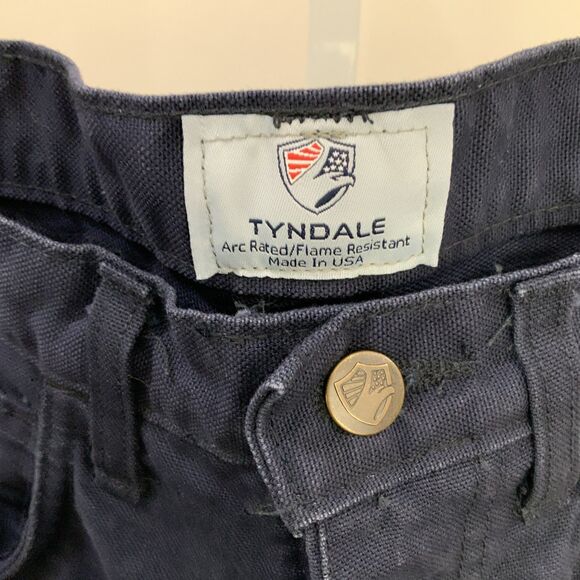 TYNDALE
Arc Rated/Flame Resistant
Made In USA